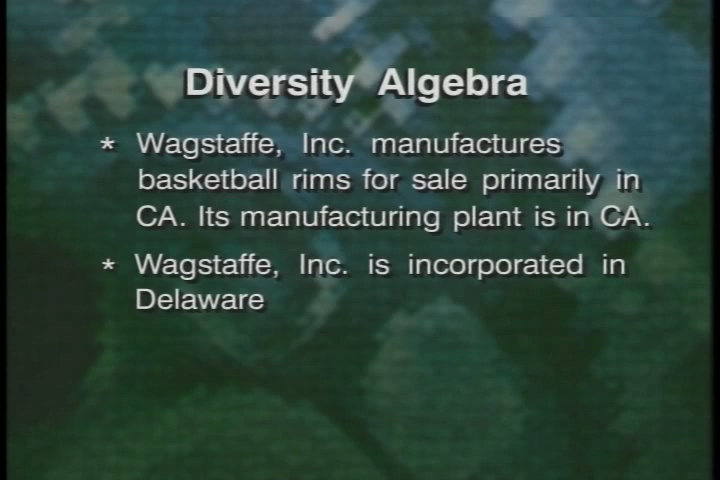 Diversity Algebra
* Wagstaffe, Inc. manufactures
basketball rims for sale primarily in
CA. Its manufacturing plant is in CA.
* Wagstaffe, Inc. is incorporated in
Delaware